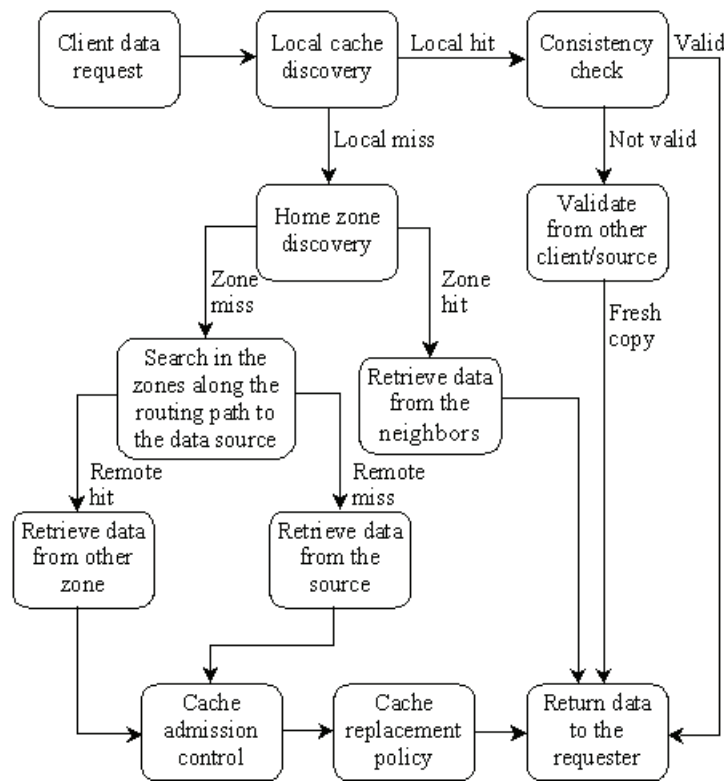 Client data
request
Local cache
discovery
Local hit
Consistency
check
Valid
Local miss
Not valid
Home zone
discovery
Validate
from other
client/source
Zone
miss
Zone
hit
Fresh
copy
Search in the
zones along the
routing path to
the data source
Retrieve data
from the
neighbors
Remote
hit
Remote
miss
Retrieve data
from other
zone
Retrieve data
from the
source
Cache
admission
control
Cache
replacement
policy
Return data
to the
requester